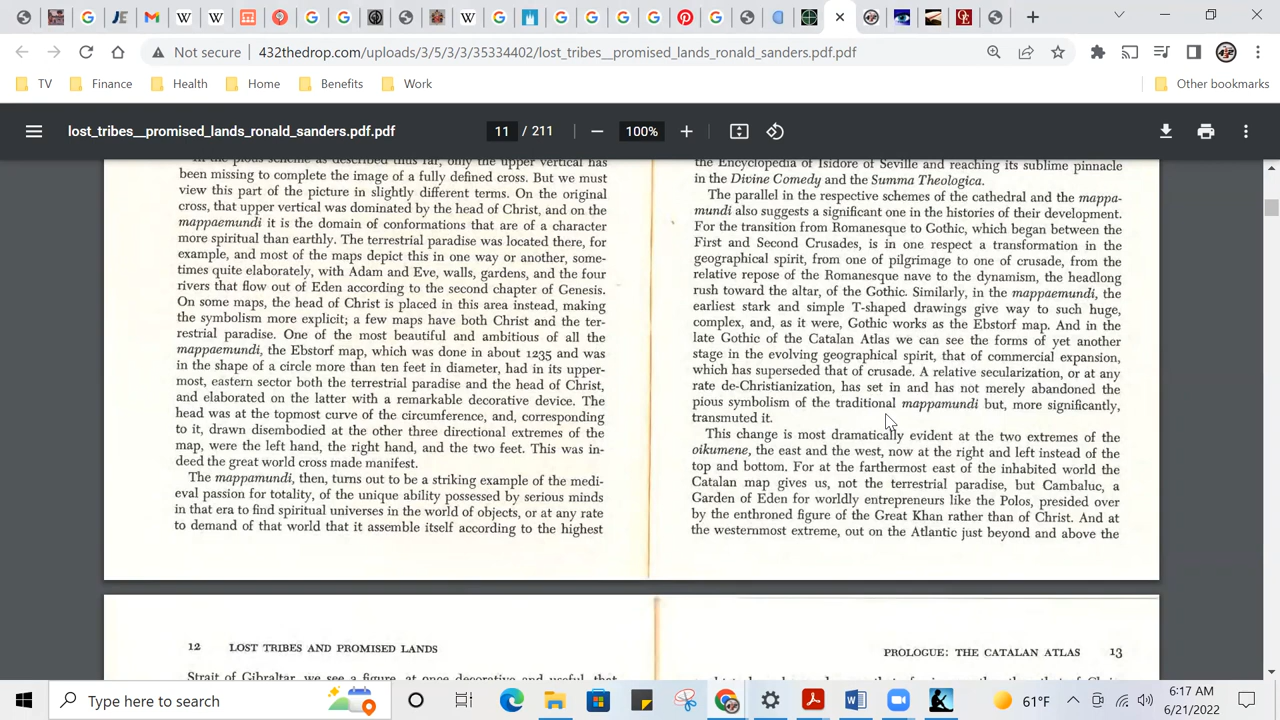 Not secure
432thedrop.com/uploads/3/5/3/3/35334402/lost_tribes__promised_lands_ronald_sanders.pdf.pdf
TV
Finance
Health
Home
Benefits
Work
Other bookmarks
lost_tribes__promised_lands_ronald_sanders.pdf.pdf
11 / 211
100%
In the pious scheme as described thus far, only the upper vertical has
been missing to complete the image of a fully defined cross. But we must
view this part of the picture in slightly different terms. On the original
cross, that upper vertical was dominated by the head of Christ, and on the
mappaemundi it is the domain of conformations that are of a character
more spiritual than earthly. The terrestrial paradise was located there, for
example, and most of the maps depict this in one way or another, some-
times quite elaborately, with Adam and Eve, walls, gardens, and the four
rivers that flow out of Eden according to the second chapter of Genesis.
On some maps, the head of Christ is placed in this area instead, making
the symbolism more explicit; a few maps have both Christ and the ter-
restrial paradise. One of the most beautiful and ambitious of all the
mappaemundi, the Ebstorf map, which was done in about 1235 and was
in the shape of a circle more than ten feet in diameter, had in its upper-
most, eastern sector both the terrestrial paradise and the head of Christ,
and elaborated on the latter with a remarkable decorative device. The
head was at the topmost curve of the circumference, and, corresponding
to it, drawn disembodied at the other three directional extremes of the
map, were the left hand, the right hand, and the two feet. This was in-
deed the great world cross made manifest.
The mappamundi, then, turns out to be a striking example of the medi-
eval passion for totality, of the unique ability possessed by serious minds
in that era to find spiritual universes in the world of objects, or at any rate
to demand of that world that it assemble itself according to the highest
the Encyclopedia of Isidore of Seville and reaching its sublime pinnacle
in the Divine Comedy and the Summa Theologica.
The parallel in the respective schemes of the cathedral and the mappa-
mundi also suggests a significant one in the histories of their development.
For the transition from Romanesque to Gothic, which began between the
First and Second Crusades, is in one respect a transformation in the
geographical spirit, from one of pilgrimage to one of crusade, from the
relative repose of the Romanesque nave to the dynamism, the headlong
rush toward the altar, of the Gothic. Similarly, in the mappaemundi, the
earliest stark and simple T-shaped drawings give way to such huge,
complex, and, as it were, Gothic works as the Ebstorf map. And in the
late Gothic of the Catalan Atlas we can see the forms of yet another
stage in the evolving geographical spirit, that of commercial expansion,
which has superseded that of crusade. A relative secularization, or at any
rate de-Christianization, has set in and has not merely abandoned the
pious symbolism of the traditional mappamundi but, more significantly,
transmuted it.
This change is most dramatically evident at the two extremes of the
oikumene, the east and the west, now at the right and left instead of the
top and bottom. For at the farthermost east of the inhabited world the
Catalan map gives us, not the terrestrial paradise, but Cambaluc, a
Garden of Eden for worldly entrepreneurs like the Polos, presided over
by the enthroned figure of the Great Khan rather than of Christ. And at
the westernmost extreme, out on the Atlantic just beyond and above the
12 LOST TRIBES AND PROMISED LANDS
Strait of Gibraltar, we see a figure, at once decorative and useful, that
PROLOGUE: THE CATALAN ATLAS 13
Type here to search
61°F
6:17 AM
6/21/2022